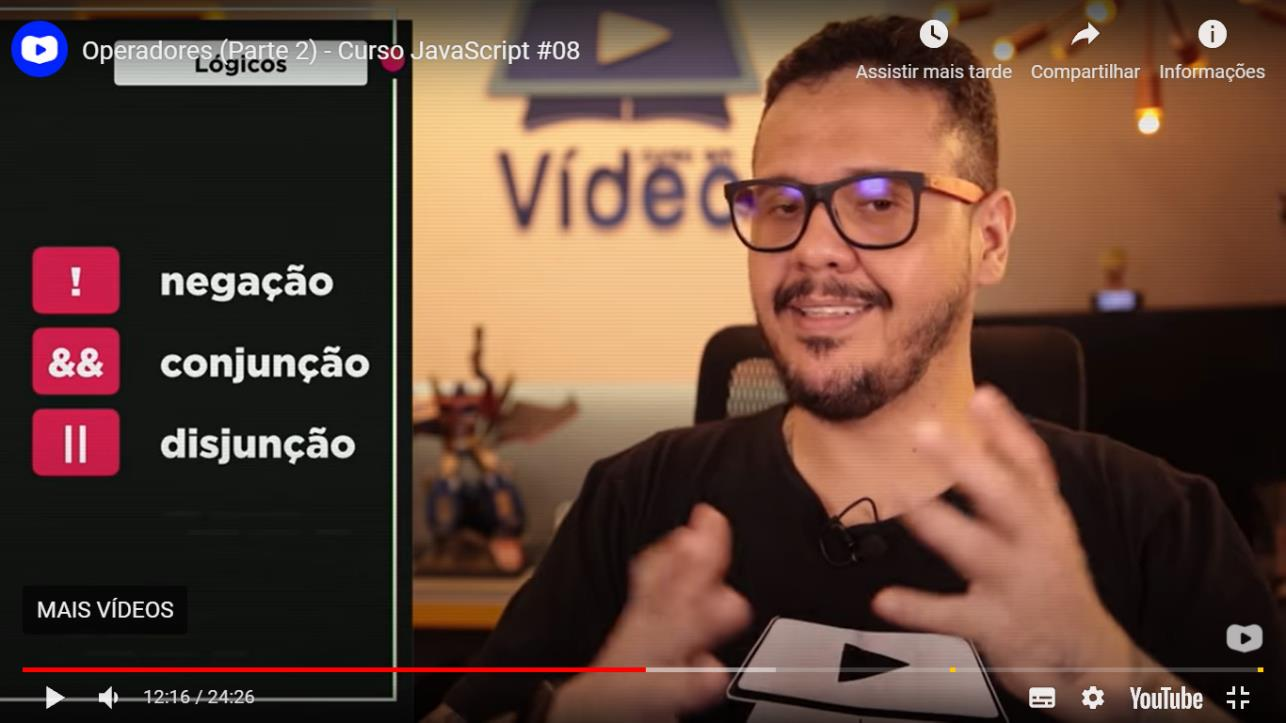 Operadores (Parte 2) - Curso JavaScript #08
Assistir mais tarde
Compartilhar
Informações
Lógicos
Vídeo
! negação
&& conjunção
|| disjunção
MAIS VÍDEOS
12:16 / 24:26
YouTube